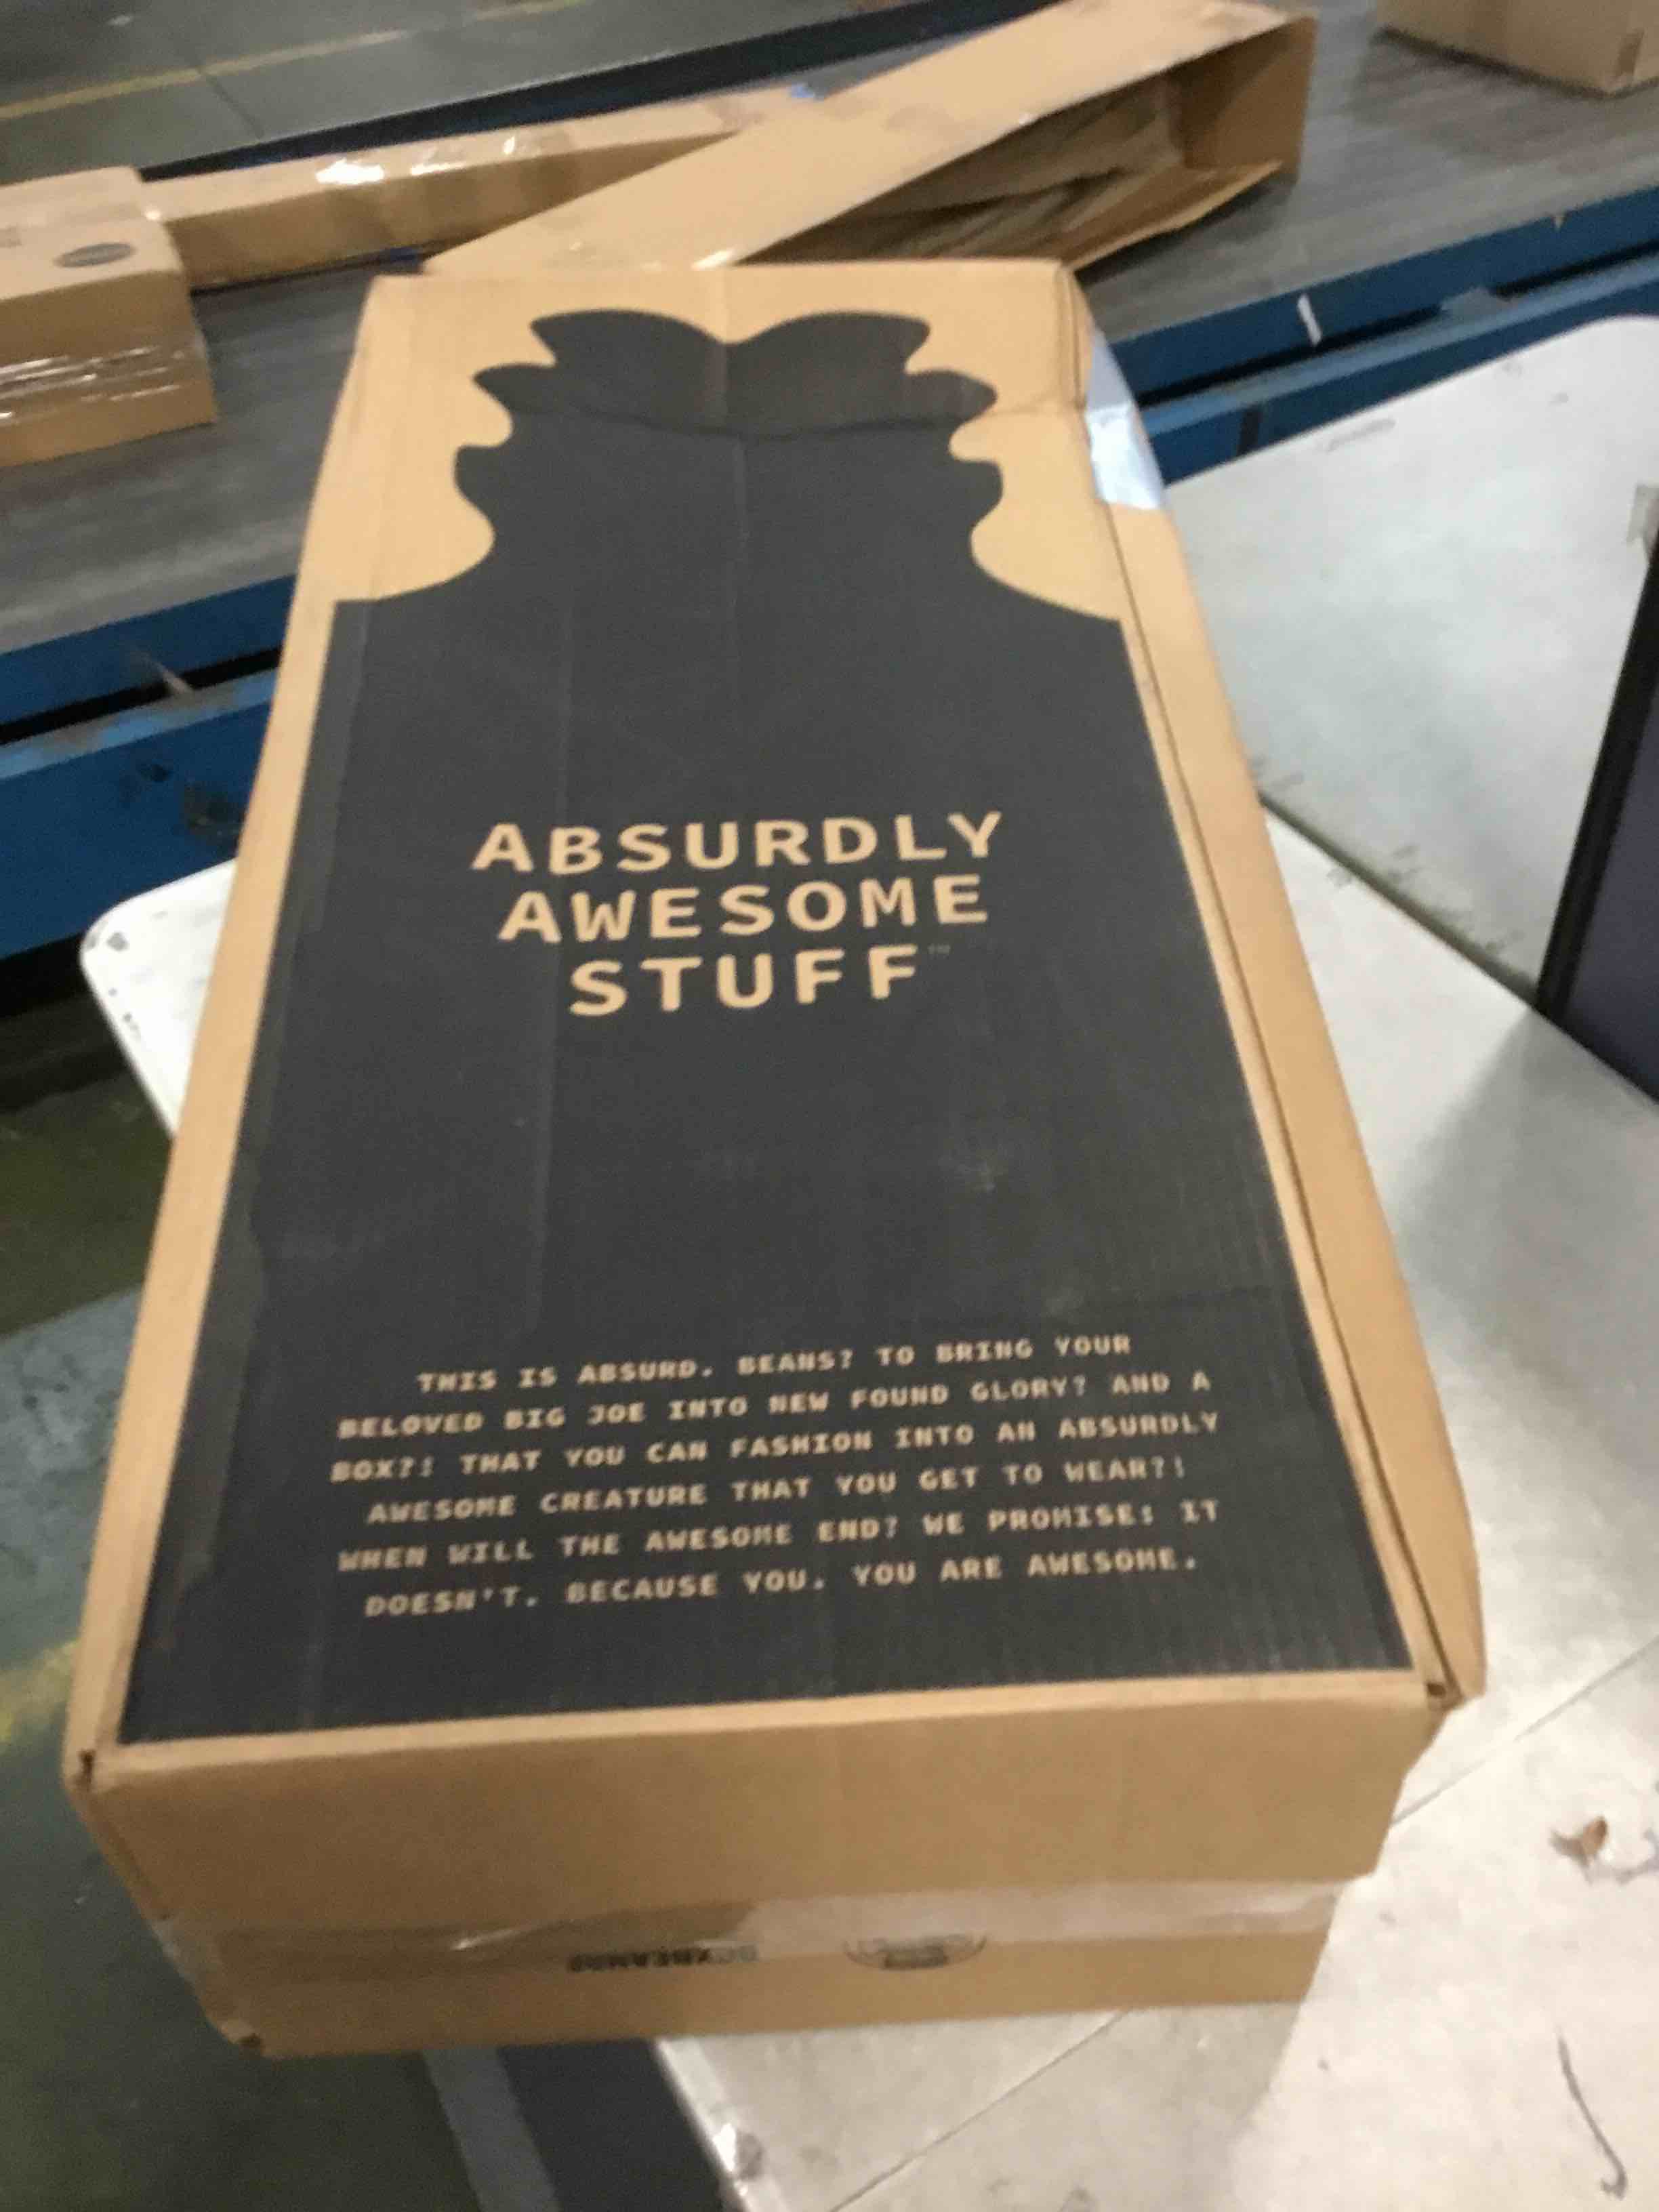 ABSURDLY
AWESOME
STUFF™
THIS IS ABSURD. BEANS? TO BRING YOUR
BELOVED BIG JOE INTO NEW FOUND GLORY? AND A
BOX?! THAT YOU CAN FASHION INTO AN ABSURDLY
AWESOME CREATURE THAT YOU GET TO WEAR?!
WHEN WILL THE AWESOME END? WE PROMISE: IT
DOESN'T. BECAUSE YOU. YOU ARE AWESOME.